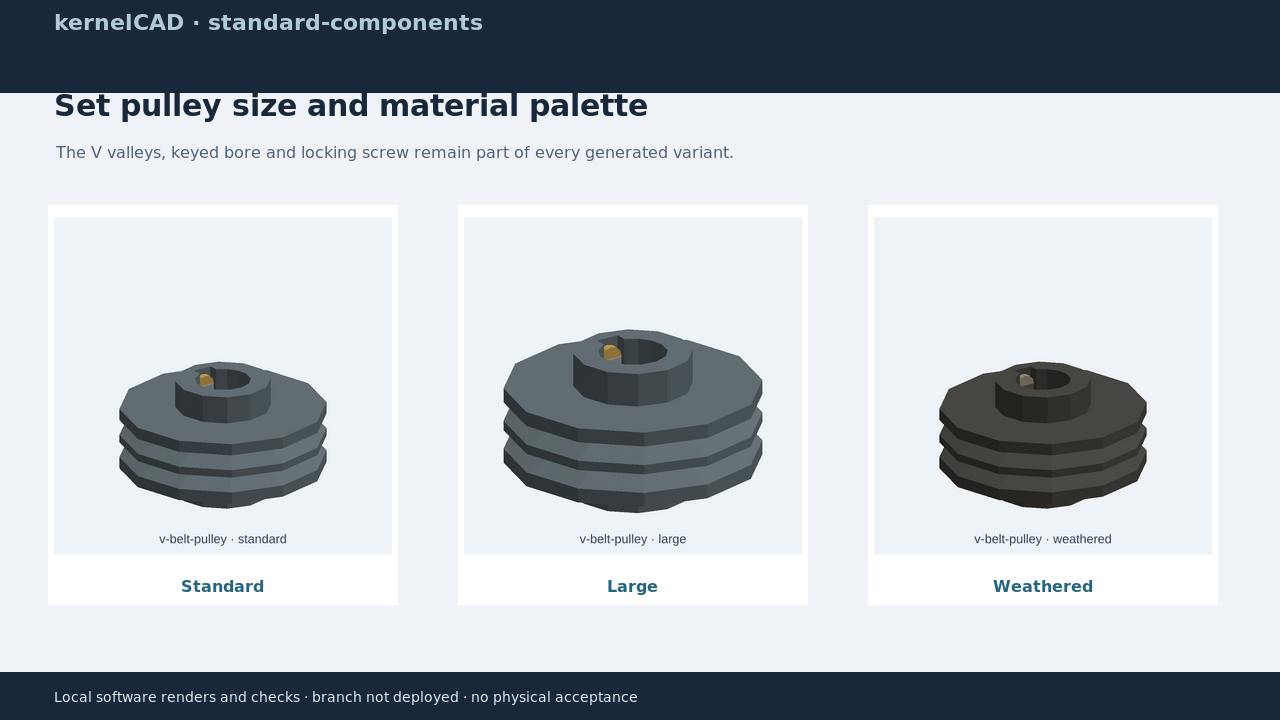 kernelCAD · standard-components
Set pulley size and material palette
The V valleys, keyed bore and locking screw remain part of every generated variant.
v-belt-pulley · standard
v-belt-pulley · large
v-belt-pulley · weathered
Standard
Large
Weathered
Local software renders and checks · branch not deployed · no physical acceptance